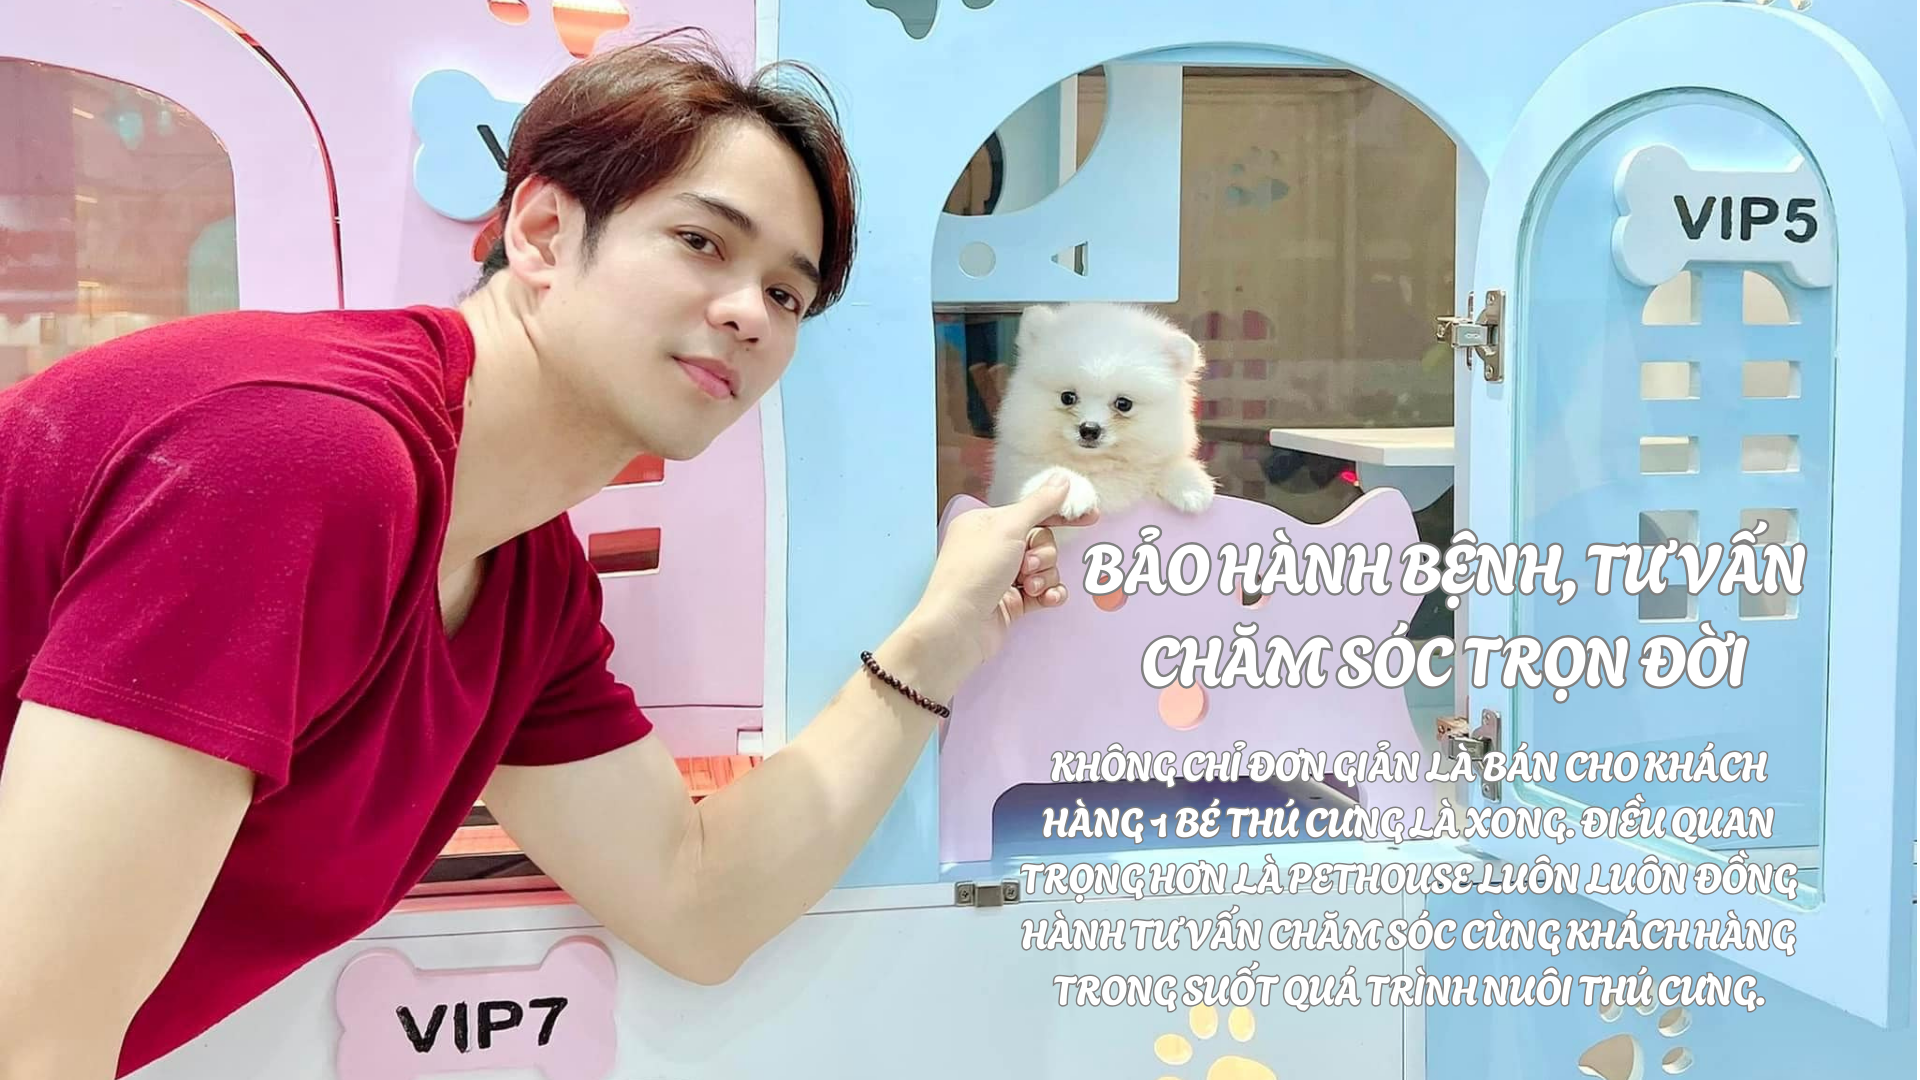 VIP5
BẢO HÀNH BỆNH, TƯ VẤN
CHĂM SÓC TRỌN ĐỜI
KHÔNG CHỈ ĐƠN GIẢN LÀ BÁN CHO KHÁCH
HÀNG 1 BÉ THÚ CƯNG LÀ XONG. ĐIỀU QUAN
TRỌNG HƠN LÀ PETHOUSE LUÔN LUÔN ĐỒNG
HÀNH TƯ VẤN CHĂM SÓC CÙNG KHÁCH HÀNG
TRONG SUỐT QUÁ TRÌNH NUÔI THÚ CƯNG.
VIP7